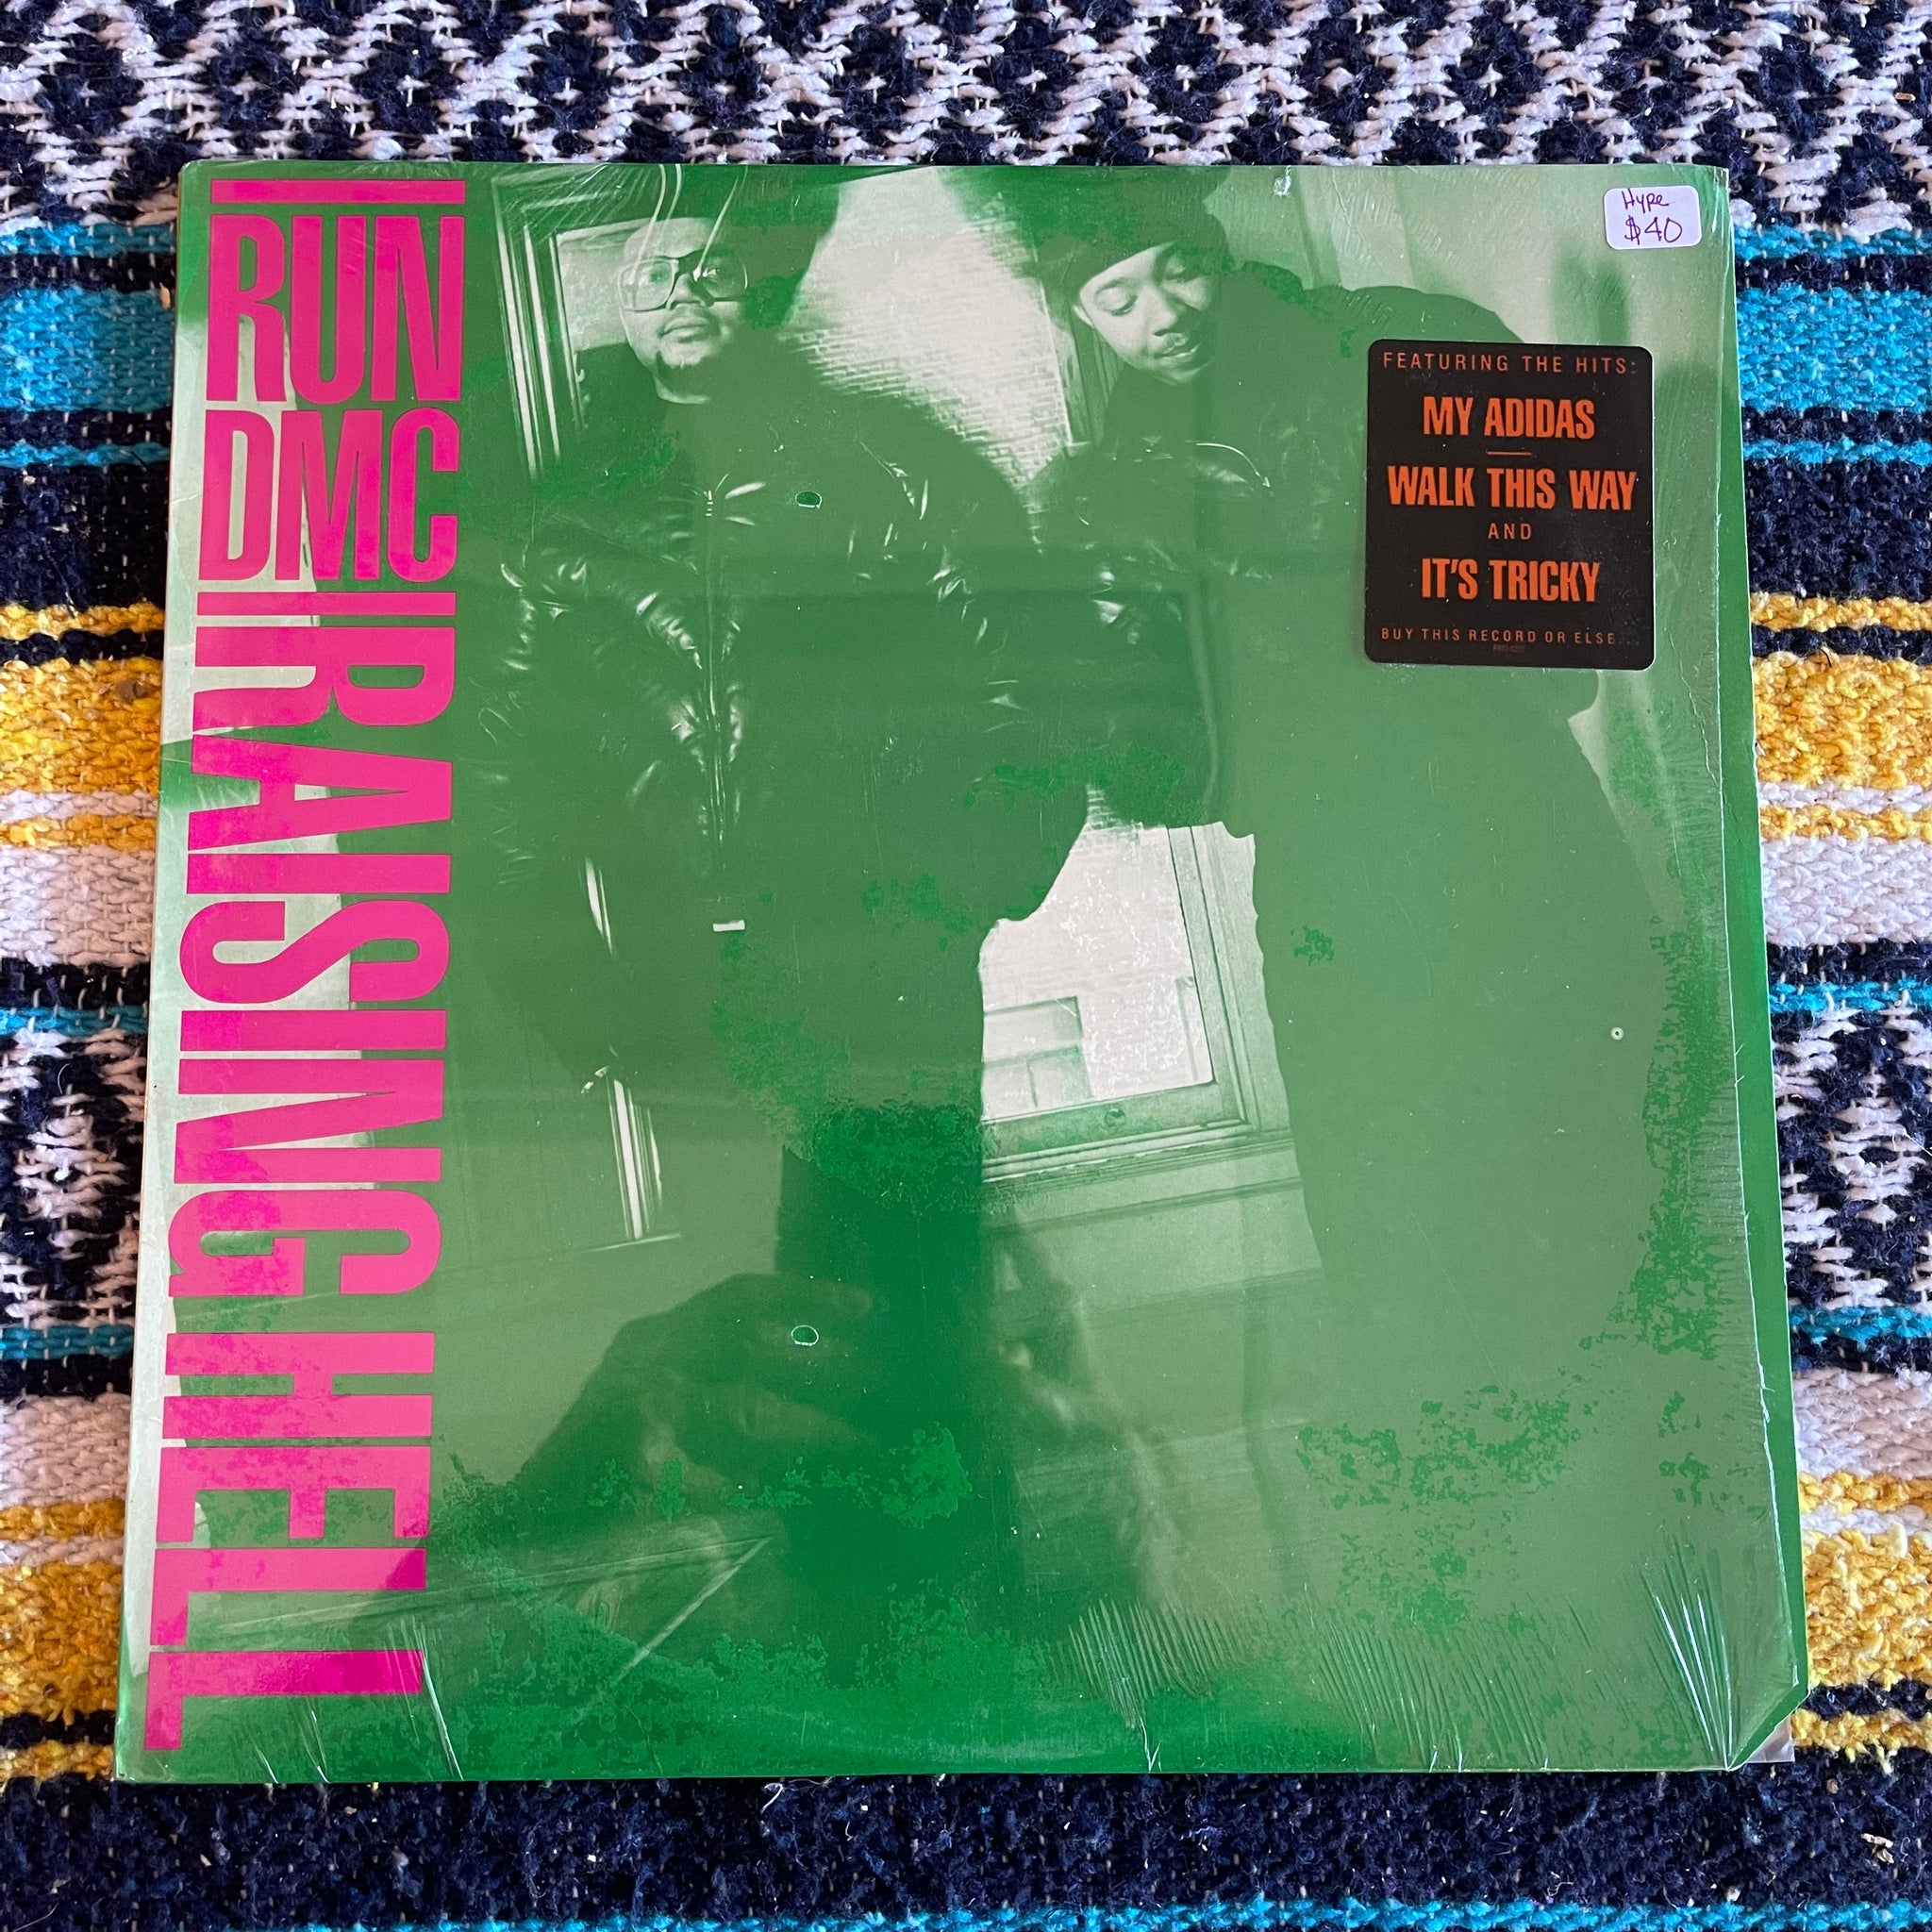 RUN
DMC
RAISING HELL
Hype
$40
FEATURING THE HITS:
MY ADIDAS
WALK THIS WAY
AND
IT'S TRICKY
BUY THIS RECORD OR ELSE...